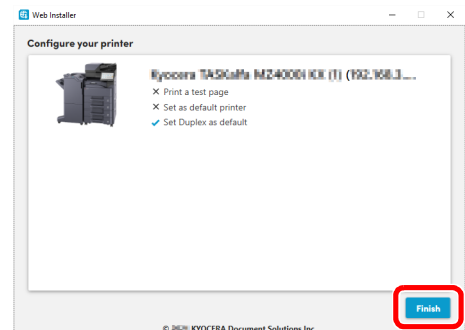 Web Installer
Configure your printer
Kyocera TASKalfa MZ4000i KX (1) (192.168.3....
Print a test page
Set as default printer
Set Duplex as default
Finish
© KYOCERA Document Solutions Inc.